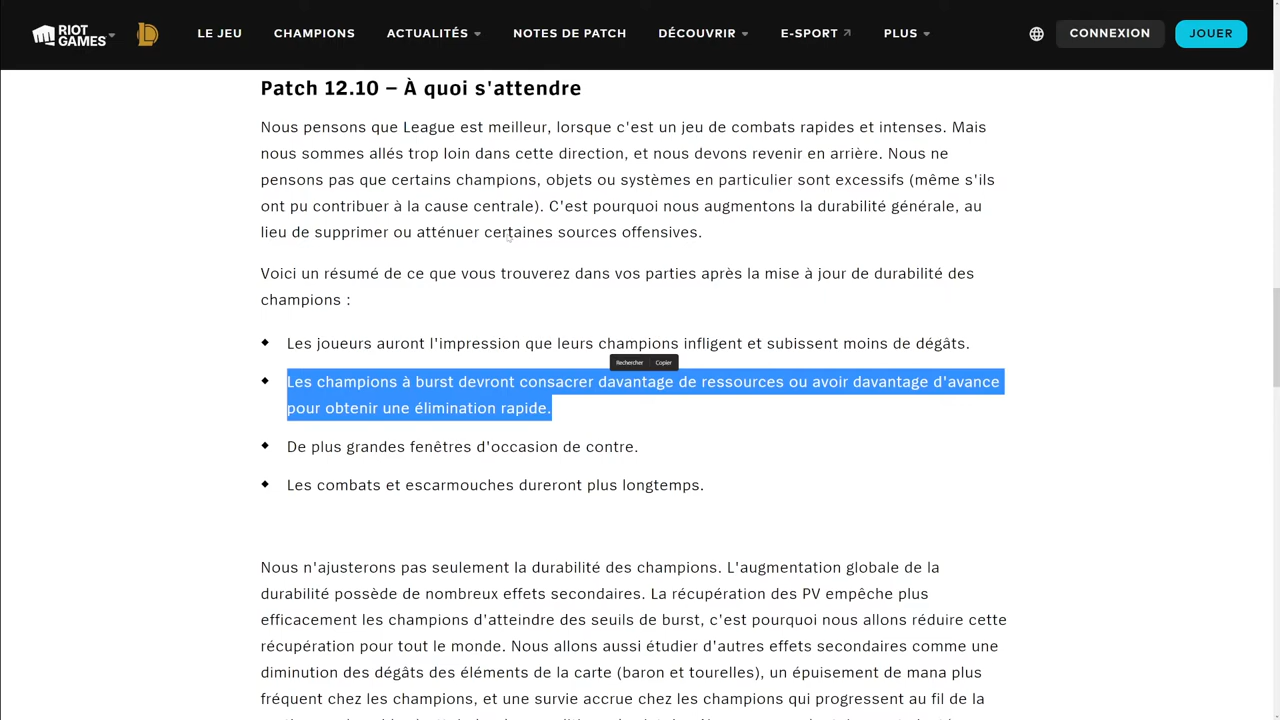 RIOT GAMES LE JEU CHAMPIONS ACTUALITÉS NOTES DE PATCH DÉCOUVRIR E-SPORT PLUS CONNEXION JOUER
Patch 12.10 – À quoi s'attendre
Nous pensons que League est meilleur, lorsque c'est un jeu de combats rapides et intenses. Mais
nous sommes allés trop loin dans cette direction, et nous devons revenir en arrière. Nous ne
pensons pas que certains champions, objets ou systèmes en particulier sont excessifs (même s'ils
ont pu contribuer à la cause centrale). C'est pourquoi nous augmentons la durabilité générale, au
lieu de supprimer ou atténuer certaines sources offensives.
Voici un résumé de ce que vous trouverez dans vos parties après la mise à jour de durabilité des
champions :
Les joueurs auront l'impression que leurs champions infligent et subissent moins de dégâts.
Rechercher Copier
Les champions à burst devront consacrer davantage de ressources ou avoir davantage d'avance
pour obtenir une élimination rapide.
De plus grandes fenêtres d'occasion de contre.
Les combats et escarmouches dureront plus longtemps.
Nous n'ajusterons pas seulement la durabilité des champions. L'augmentation globale de la
durabilité possède de nombreux effets secondaires. La récupération des PV empêche plus
efficacement les champions d'atteindre des seuils de burst, c'est pourquoi nous allons réduire cette
récupération pour tout le monde. Nous allons aussi étudier d'autres effets secondaires comme une
diminution des dégâts des éléments de la carte (baron et tourelles), un épuisement de mana plus
fréquent chez les champions, et une survie accrue chez les champions qui progressent au fil de la